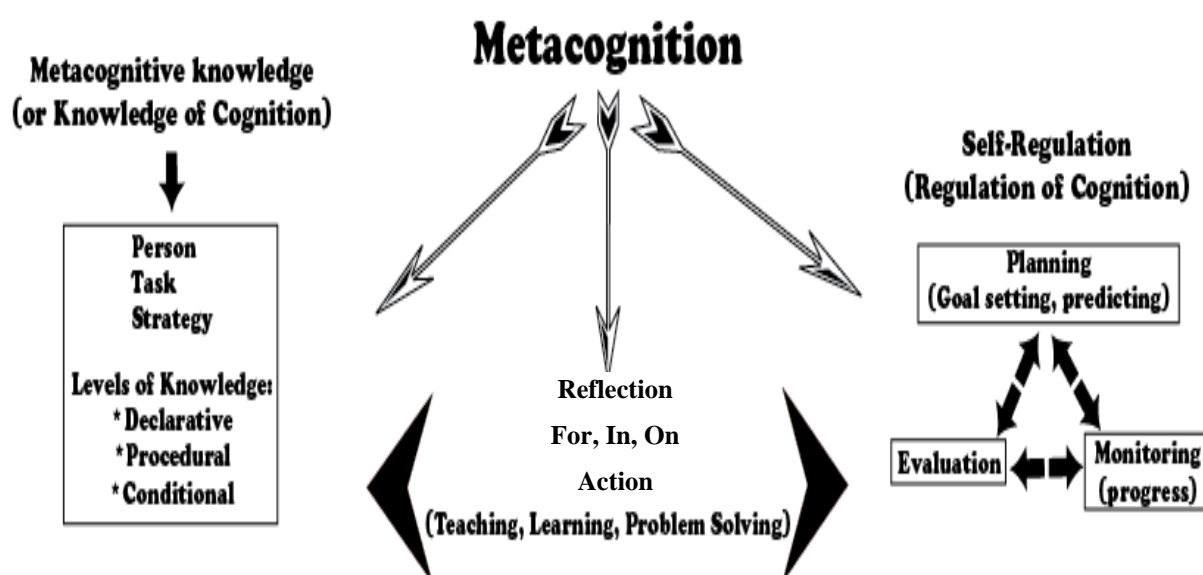 Metacognition
Metacognitive knowledge
(or Knowledge of Cognition)
Person
Task
Strategy
Levels of Knowledge:
*Declarative
*Procedural
*Conditional
Reflection
For, In, On
Action
(Teaching, Learning, Problem Solving)
Self-Regulation
(Regulation of Cognition)
Planning
(Goal setting, predicting)
Evaluation
Monitoring
(progress)